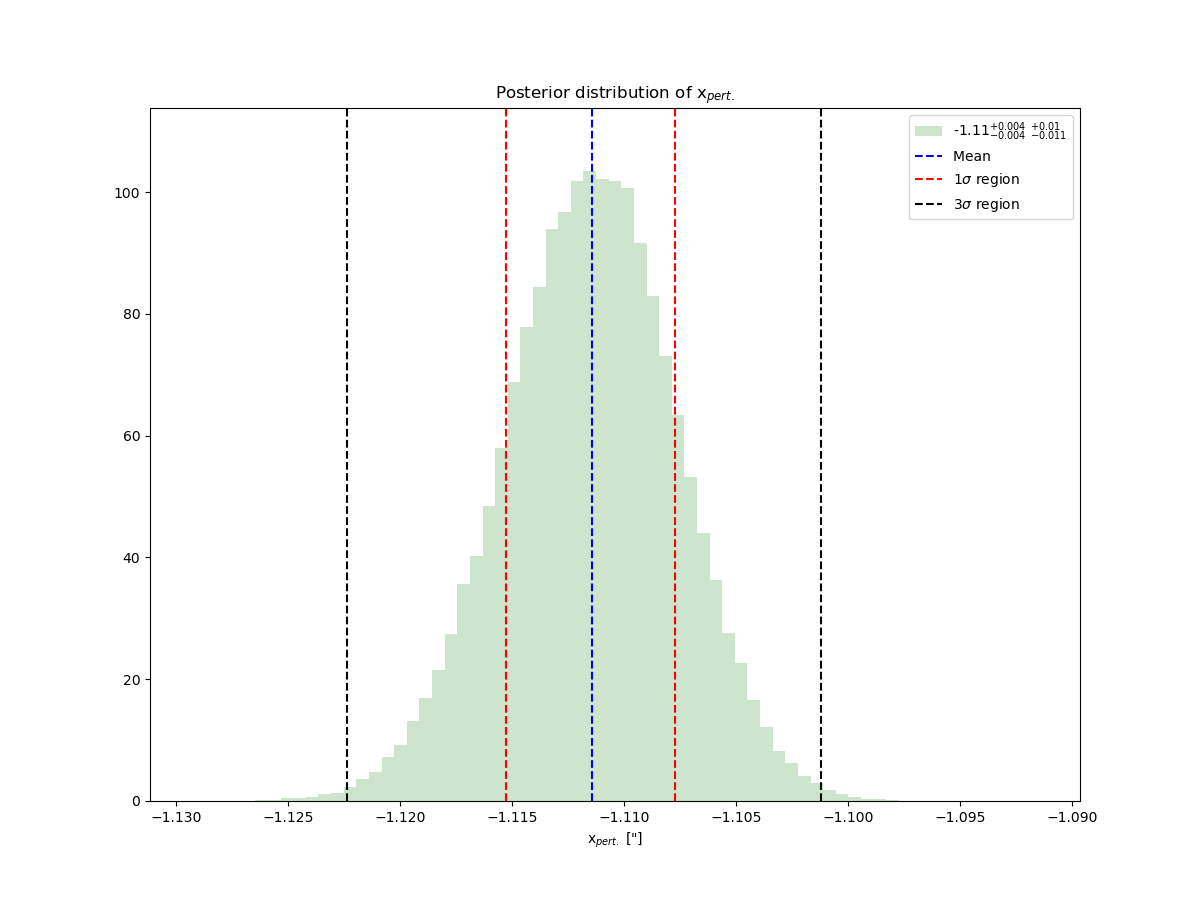 Posterior distribution of x_pert.
-1.11 +0.004 −0.004 +0.01 −0.011
Mean
1σ region
3σ region
100
80
60
40
20
0
−1.130 −1.125 −1.120 −1.115 −1.110 −1.105 −1.100 −1.095 −1.090
x_pert. ["]